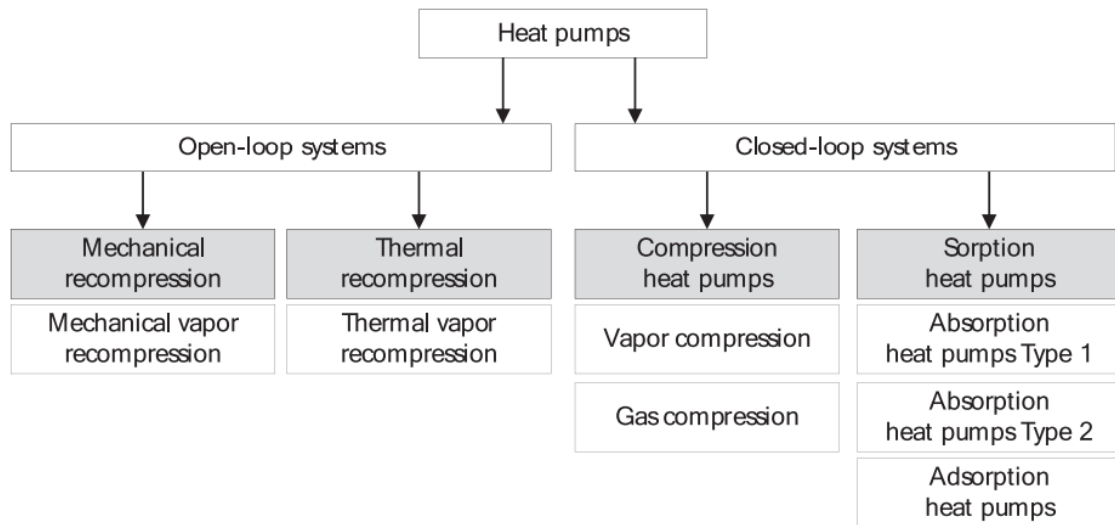 Heat pumps
Open-loop systems
Closed-loop systems
Mechanical
recompression
Thermal
recompression
Compression
heat pumps
Sorption
heat pumps
Mechanical vapor
recompression
Thermal vapor
recompression
Vapor compression
Absorption
heat pumps Type 1
Gas compression
Absorption
heat pumps Type 2
Adsorption
heat pumps